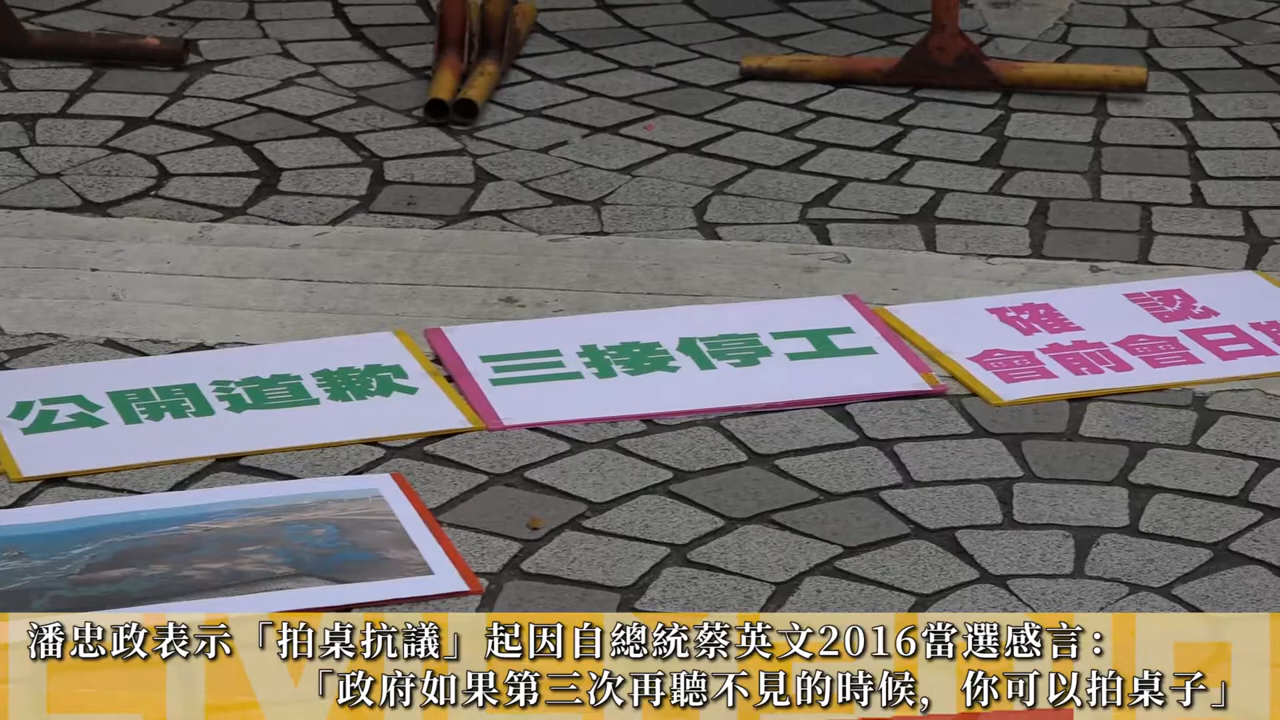 公開道歉
三接停工
確認
會前會日期
潘忠政表示「拍桌抗議」起因自總統蔡英文2016當選感言：
「政府如果第三次再聽不見的時候，你可以拍桌子」